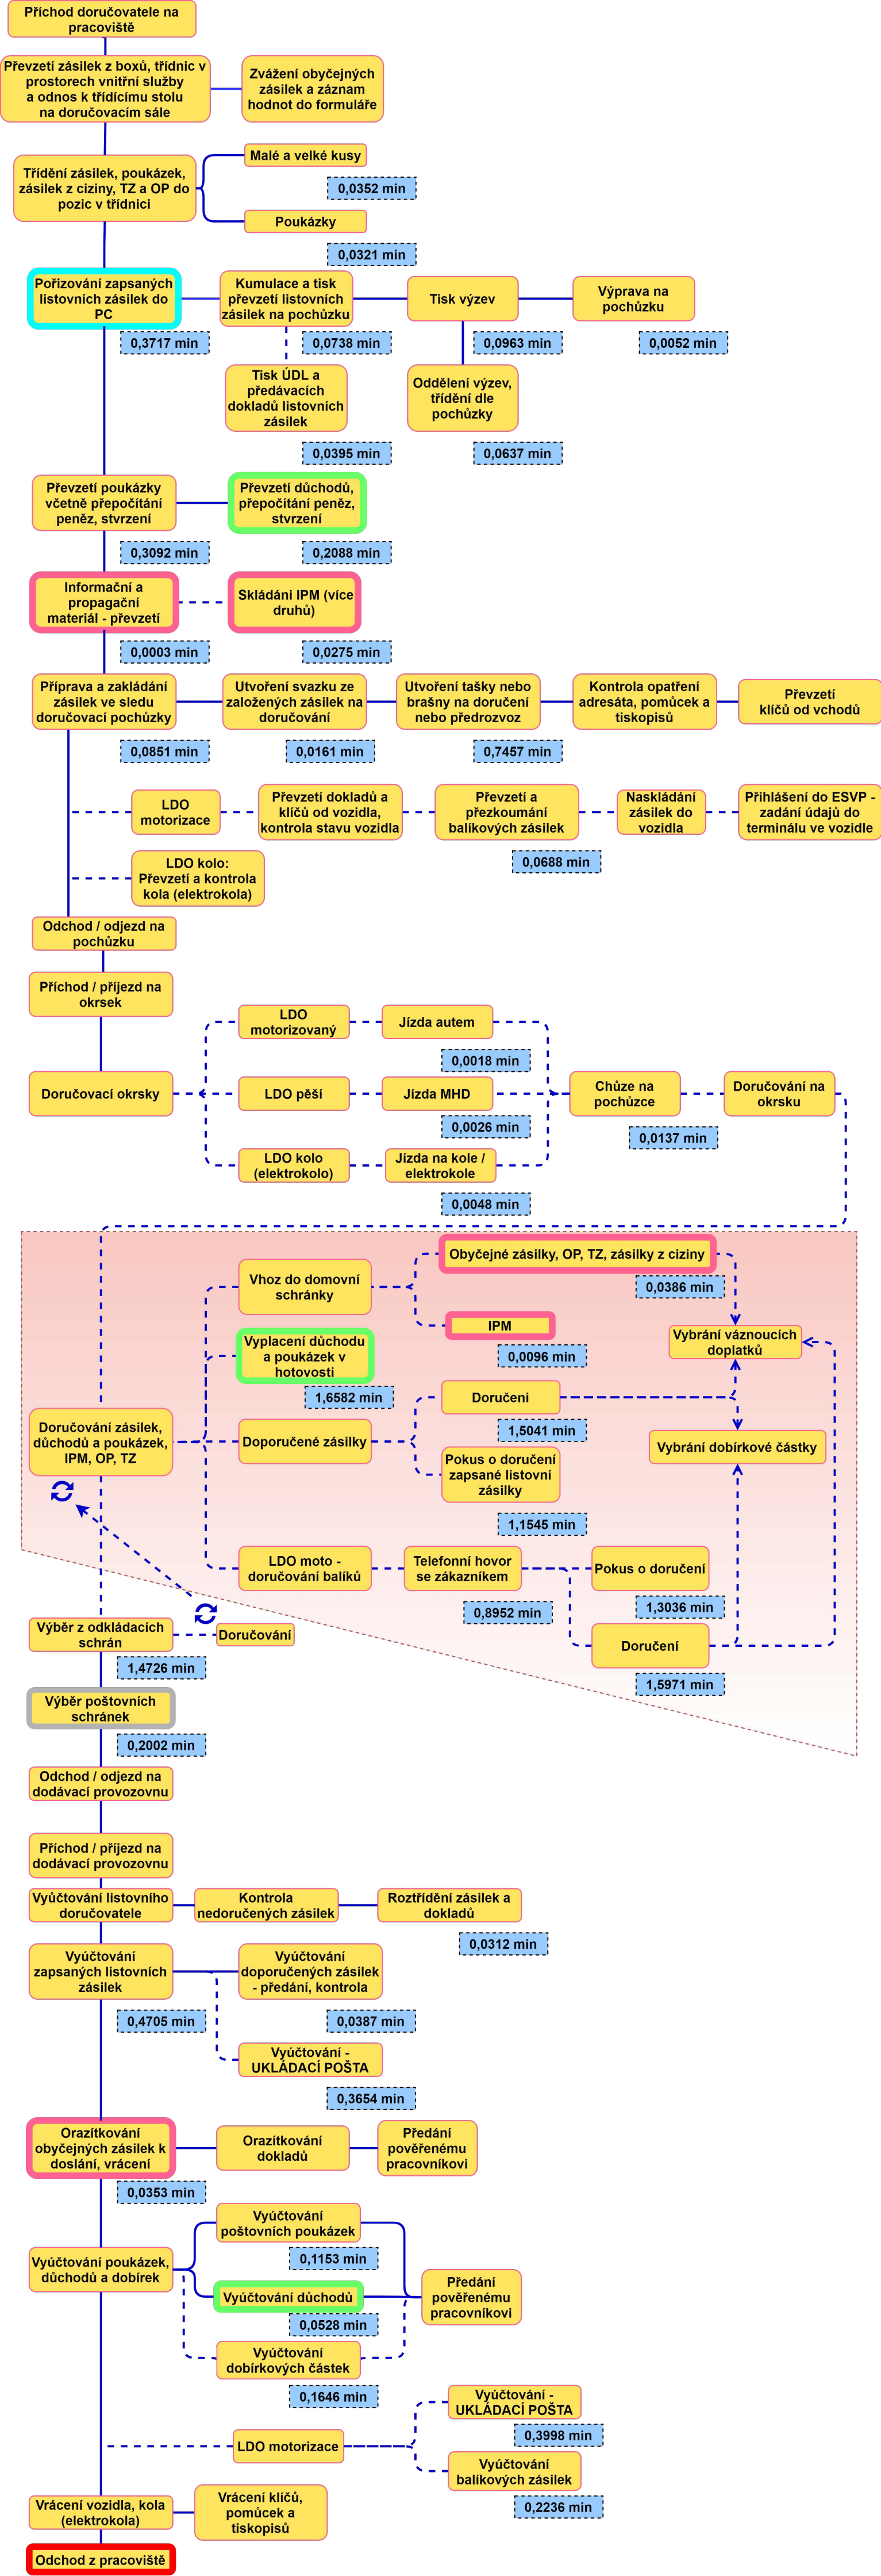 Příchod doručovatele na
pracoviště
Převzetí zásilek z boxů, třídnic v
prostorech vnitřní služby
a odnos k třídícímu stolu
na doručovacím sále
Zvážení obyčejných
zásilek a záznam
hodnot do formuláře
Třídění zásilek, poukázek,
zásilek z ciziny, TZ a OP do
pozic v třídnici
Malé a velké kusy
0,0352 min
Poukázky
0,0321 min
Pořizování zapsaných
listovních zásilek do
PC
0,3717 min
Kumulace a tisk
převzetí listovních
zásilek na pochůzku
0,0738 min
Tisk výzev
0,0963 min
Výprava na
pochůzku
0,0052 min
Tisk ÚDL a
předávacích
dokladů listovních
zásilek
0,0395 min
Oddělení výzev,
třídění dle
pochůzky
0,0637 min
Převzetí poukázky
včetně přepočítání
peněz, stvrzení
0,3092 min
Převzetí důchodů,
přepočítání peněz,
stvrzení
0,2088 min
Informační a
propagační
materiál - převzetí
0,0003 min
Skládáni IPM (více
druhů)
0,0275 min
Příprava a zakládání
zásilek ve sledu
doručovací pochůzky
0,0851 min
Utvoření svazku ze
založených zásilek na
doručování
0,0161 min
Utvoření tašky nebo
brašny na doručení
nebo předrozvoz
0,7457 min
Kontrola opatření
adresáta, pomůcek a
tiskopisů
Převzetí
klíčů od vchodů
LDO
motorizace
Převzetí dokladů a
klíčů od vozidla,
kontrola stavu vozidla
Převzetí a
přezkoumání
balíkových zásilek
0,0688 min
Naskládání
zásilek do
vozidla
Přihlášení do ESVP -
zadání údajů do
terminálu ve vozidle
LDO kolo:
Převzetí a kontrola
kola (elektrokola)
Odchod / odjezd na
pochůzku
Příchod / příjezd na
okrsek
Doručovací okrsky
LDO
motorizovaný
Jízda autem
0,0018 min
LDO pěší
Jízda MHD
0,0026 min
LDO kolo
(elektrokolo)
Jízda na kole /
elektrokole
0,0048 min
Chůze na
pochůzce
0,0137 min
Doručování na
okrsku
Doručování zásilek,
důchodů a poukázek,
IPM, OP, TZ
Vhoz do domovní
schránky
Obyčejné zásilky, OP, TZ, zásilky z ciziny
0,0386 min
IPM
0,0096 min
Vybrání váznoucích
doplatků
Vyplacení důchodu
a poukázek v
hotovosti
1,6582 min
Doporučené zásilky
Doručeni
1,5041 min
Vybrání dobírkové částky
Pokus o doručení
zapsané listovní
zásilky
1,1545 min
LDO moto -
doručování balíků
Telefonní hovor
se zákazníkem
0,8952 min
Pokus o doručení
1,3036 min
Doručení
1,5971 min
Výběr z odkládacích
schrán
1,4726 min
Doručování
Výběr poštovních
schránek
0,2002 min
Odchod / odjezd na
dodávací provozovnu
Příchod / příjezd na
dodávací provozovnu
Vyůčtování listovního
doručovatele
Kontrola
nedoručených zásilek
Roztřídění zásilek a
dokladů
0,0312 min
Vyúčtování
zapsaných listovních
zásilek
0,4705 min
Vyúčtování
doporučených zásilek
- předání, kontrola
0,0387 min
Vyúčtování -
UKLÁDACÍ POŠTA
0,3654 min
Orazítkování
obyčejných zásilek k
doslání, vrácení
0,0353 min
Orazítkování
dokladů
Předání
pověřenému
pracovníkovi
Vyúčtování poukázek,
důchodů a dobírek
Vyúčtování
poštovních poukázek
0,1153 min
Vyúčtování důchodů
0,0528 min
Vyúčtování
dobírkových částek
0,1646 min
Předání
pověřenému
pracovníkovi
LDO motorizace
Vyúčtování -
UKLÁDACÍ POŠTA
0,3998 min
Vyúčtování
balíkových zásilek
0,2236 min
Vrácení vozidla, kola
(elektrokola)
Vrácení klíčů,
pomůcek a
tiskopisů
Odchod z pracoviště